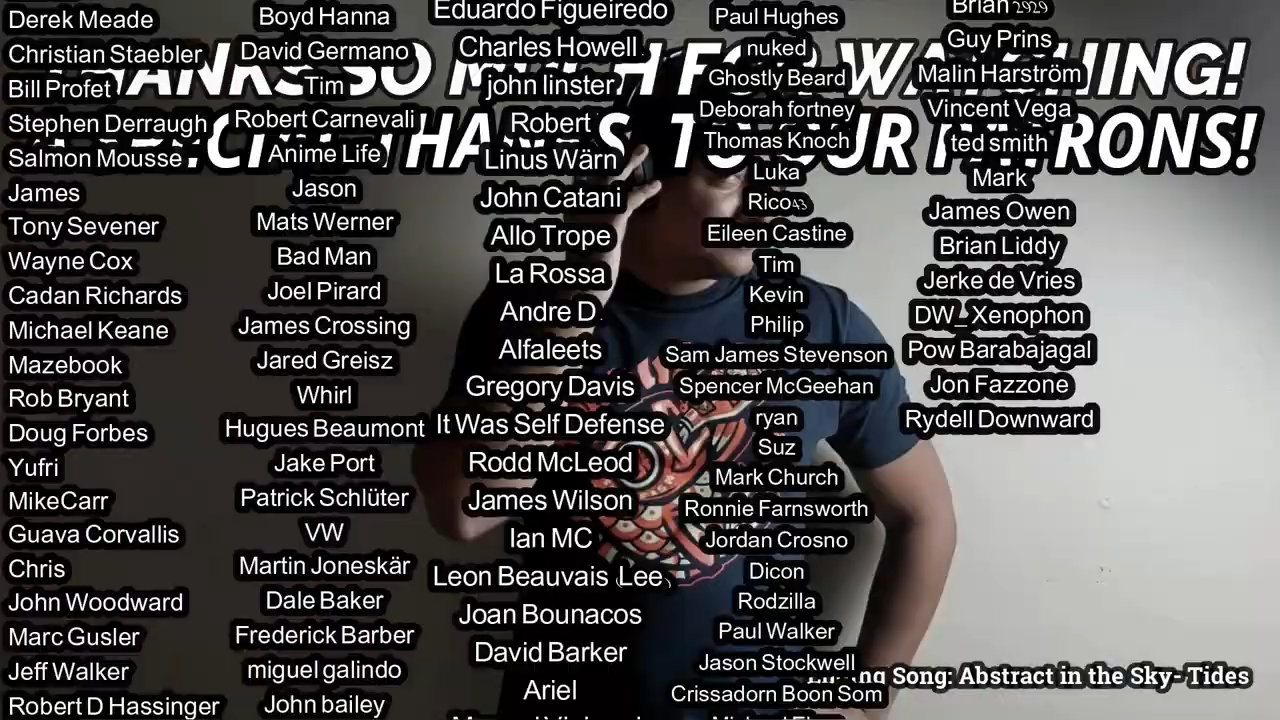 THANKS SO MUCH FOR WATCHING!
SPECIAL THANKS TO OUR PATRONS!
Derek Meade
Christian Staebler
Bill Profet
Stephen Derraugh
Salmon Mousse
James
Tony Sevener
Wayne Cox
Cadan Richards
Michael Keane
Mazebook
Rob Bryant
Doug Forbes
Yufri
MikeCarr
Guava Corvallis
Chris
John Woodward
Marc Gusler
Jeff Walker
Robert D Hassinger
Boyd Hanna
David Germano
Tim
Robert Carnevali
Anime Life
Jason
Mats Werner
Bad Man
Joel Pirard
James Crossing
Jared Greisz
Whirl
Hugues Beaumont
Jake Port
Patrick Schlüter
VW
Martin Joneskär
Dale Baker
Frederick Barber
miguel galindo
John bailey
Eduardo Figueiredo
Charles Howell
john linster
Robert
Linus Wärn
John Catani
Allo Trope
La Rossa
Andre D
Alfaleets
Gregory Davis
It Was Self Defense
Rodd McLeod
James Wilson
Ian MC
Leon Beauvais (Lee)
Joan Bounacos
David Barker
Ariel
Paul Hughes
nuked
Ghostly Beard
Deborah fortney
Thomas Knoch
Luka
Rico43
Eileen Castine
Tim
Kevin
Philip
Sam James Stevenson
Spencer McGeehan
ryan
Suz
Mark Church
Ronnie Farnsworth
Jordan Crosno
Dicon
Rodzilla
Paul Walker
Jason Stockwell
Crissadorn Boon Som
Brian 2929
Guy Prins
Malin Harström
Vincent Vega
ted smith
Mark
James Owen
Brian Liddy
Jerke de Vries
DW_Xenophon
Pow Barabajagal
Jon Fazzone
Rydell Downward
Song: Abstract in the Sky- Tides